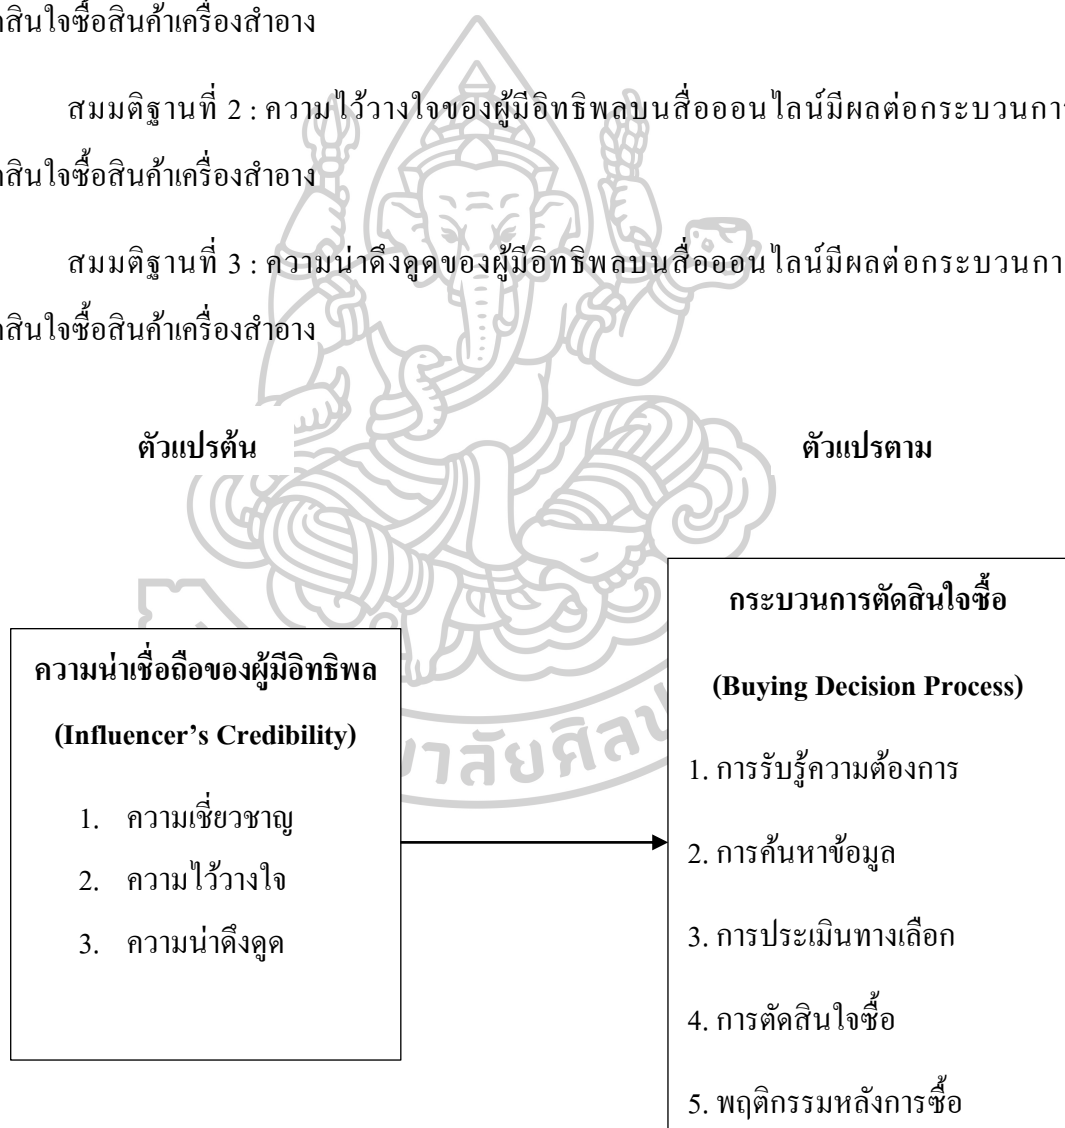 สินใจซื้อสินค้าเครื่องสำอาง
สมมติฐานที่ 2 : ความไว้วางใจของผู้มีอิทธิพลบนสื่อออนไลน์มีผลต่อกระบวนกา
สินใจซื้อสินค้าเครื่องสำอาง
สมมติฐานที่ 3 : ความน่าดึงดูดของผู้มีอิทธิพลบนสื่อออนไลน์มีผลต่อกระบวนกา
สินใจซื้อสินค้าเครื่องสำอาง
ตัวแปรต้น
ตัวแปรตาม
ความน่าเชื่อถือของผู้มีอิทธิพล
(Influencer’s Credibility)
1. ความเชี่ยวชาญ
2. ความไว้วางใจ
3. ความน่าดึงดูด
กระบวนการตัดสินใจซื้อ
(Buying Decision Process)
1. การรับรู้ความต้องการ
2. การค้นหาข้อมูล
3. การประเมินทางเลือก
4. การตัดสินใจซื้อ
5. พฤติกรรมหลังการซื้อ
าลัยศิลป